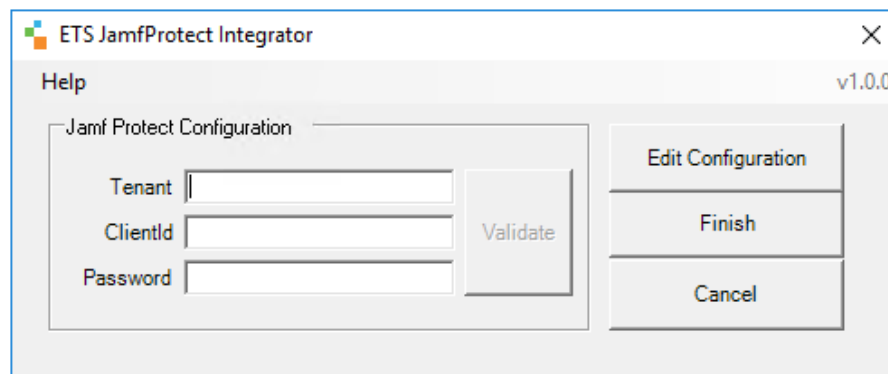 ETS JamfProtect Integrator
Help
v1.0.0
Jamf Protect Configuration
Tenant
ClientId
Password
Validate
Edit Configuration
Finish
Cancel